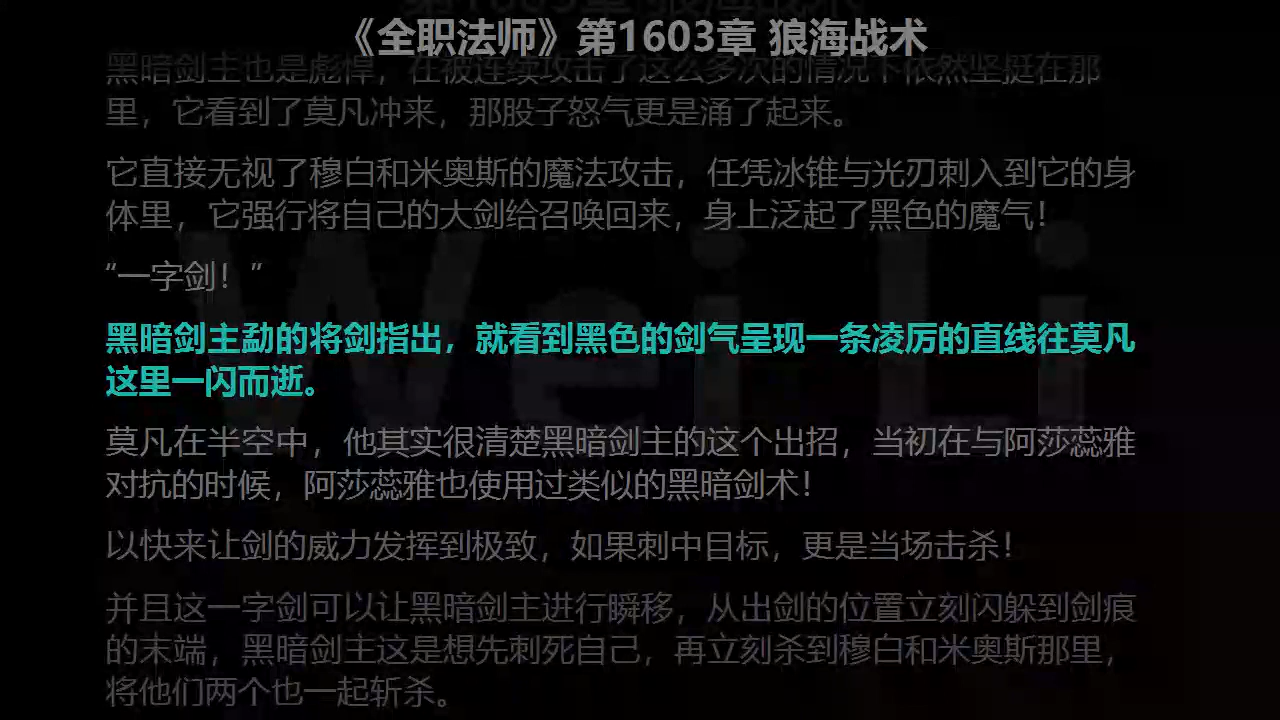 《全职法师》第1603章 狼海战术
黑暗剑主也是彪悍，在被连续攻击了这么多次的情况下依然坚挺在那
里，它看到了莫凡冲来，那股子怒气更是涌了起来。
它直接无视了穆白和米奥斯的魔法攻击，任凭冰锥与光刃刺入到它的身
体里，它强行将自己的大剑给召唤回来，身上泛起了黑色的魔气！
“一字剑！”
黑暗剑主勐的将剑指出，就看到黑色的剑气呈现一条凌厉的直线往莫凡
这里一闪而逝。
莫凡在半空中，他其实很清楚黑暗剑主的这个出招，当初在与阿莎蕊雅
对抗的时候，阿莎蕊雅也使用过类似的黑暗剑术！
以快来让剑的威力发挥到极致，如果刺中目标，更是当场击杀！
并且这一字剑可以让黑暗剑主进行瞬移，从出剑的位置立刻闪躲到剑痕
的末端，黑暗剑主这是想先刺死自己，再立刻杀到穆白和米奥斯那里，
将他们两个也一起斩杀。
Wei Li